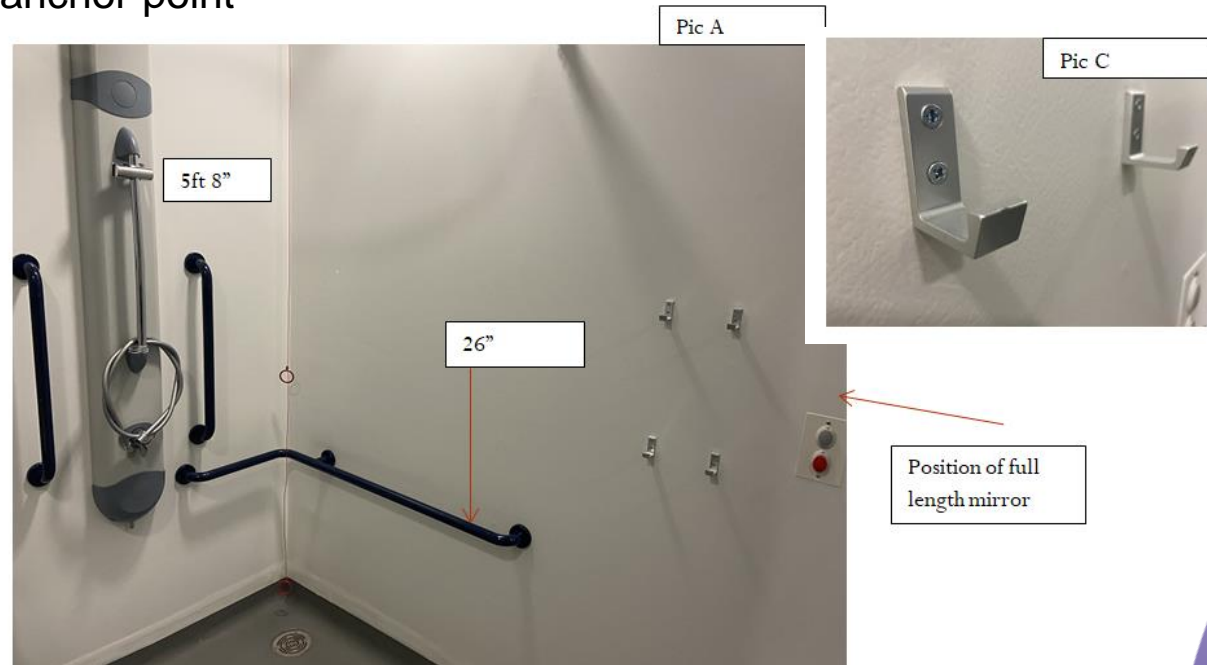 anchor point
Pic A
Pic C
5ft 8”
26”
Position of full
length mirror